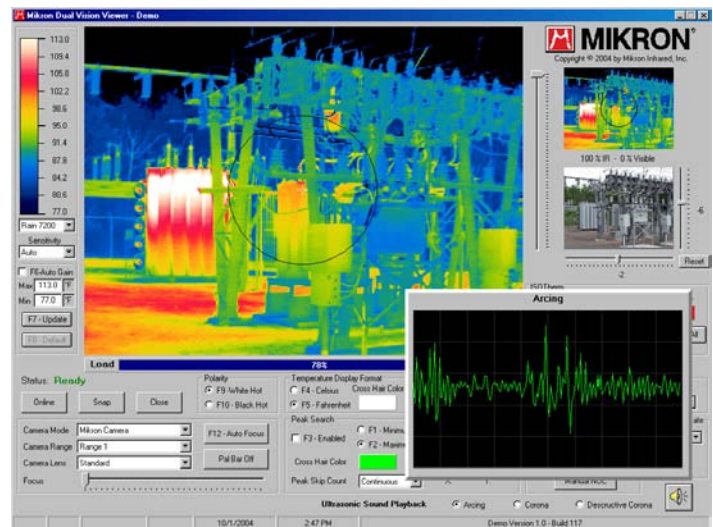 Mikron Dual Vision Viewer - Demo
MIKRON®
Copyright © 2004 by Mikron Infrared, Inc.
113.0
109.4
105.8
102.2
98.6
95.0
91.4
87.8
84.2
80.6
77.0
Rain 7200
Sensitivity
Auto
F6-Auto Gain
Max 113.0 °F
Min 77.0 °F
F7 - Update
F8 - Default
100 % IR - 0 % Visible
-6
-2
Reset
ISOTherm
Arcing
All
Load 78%
Status: Ready
Online
Snap
Close
Polarity
F9-White Hot
F10 - Black Hot
Temperature Display Format
F4 - Celsius
F5 - Fahrenheit
Cross Hair Color
Camera Mode
Mikron Camera
Camera Range
Range 1
Camera Lens
Standard
Focus
F12 - Auto Focus
Pal Bar Off
Peak Search
F3 - Enabled
F1 - Minimu
F2 - Maximu
Cross Hair Color
Peak Skip Count
Continuous
X:
Y:
Manual NUC
Ultrasonic Sound Playback
Arcing
Corona
Descructive Corona
10/1/2004
2:47 PM
Demo Version 1.0 - Build 117